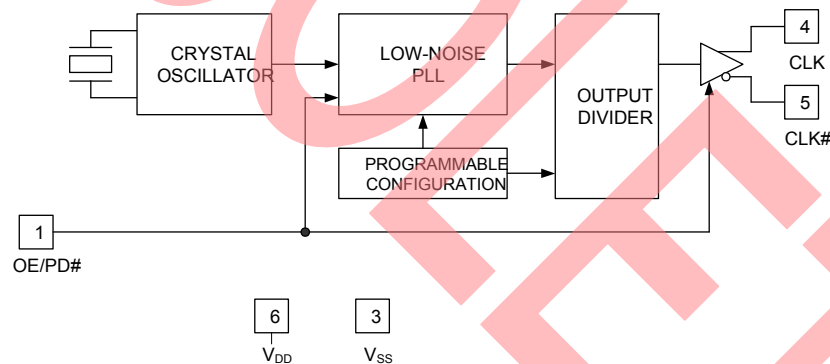 CRYSTAL
OSCILLATOR
LOW-NOISE
PLL
OUTPUT
DIVIDER
4
CLK
5
CLK#
PROGRAMMABLE
CONFIGURATION
1
OE/PD#
6
VDD
3
VSS